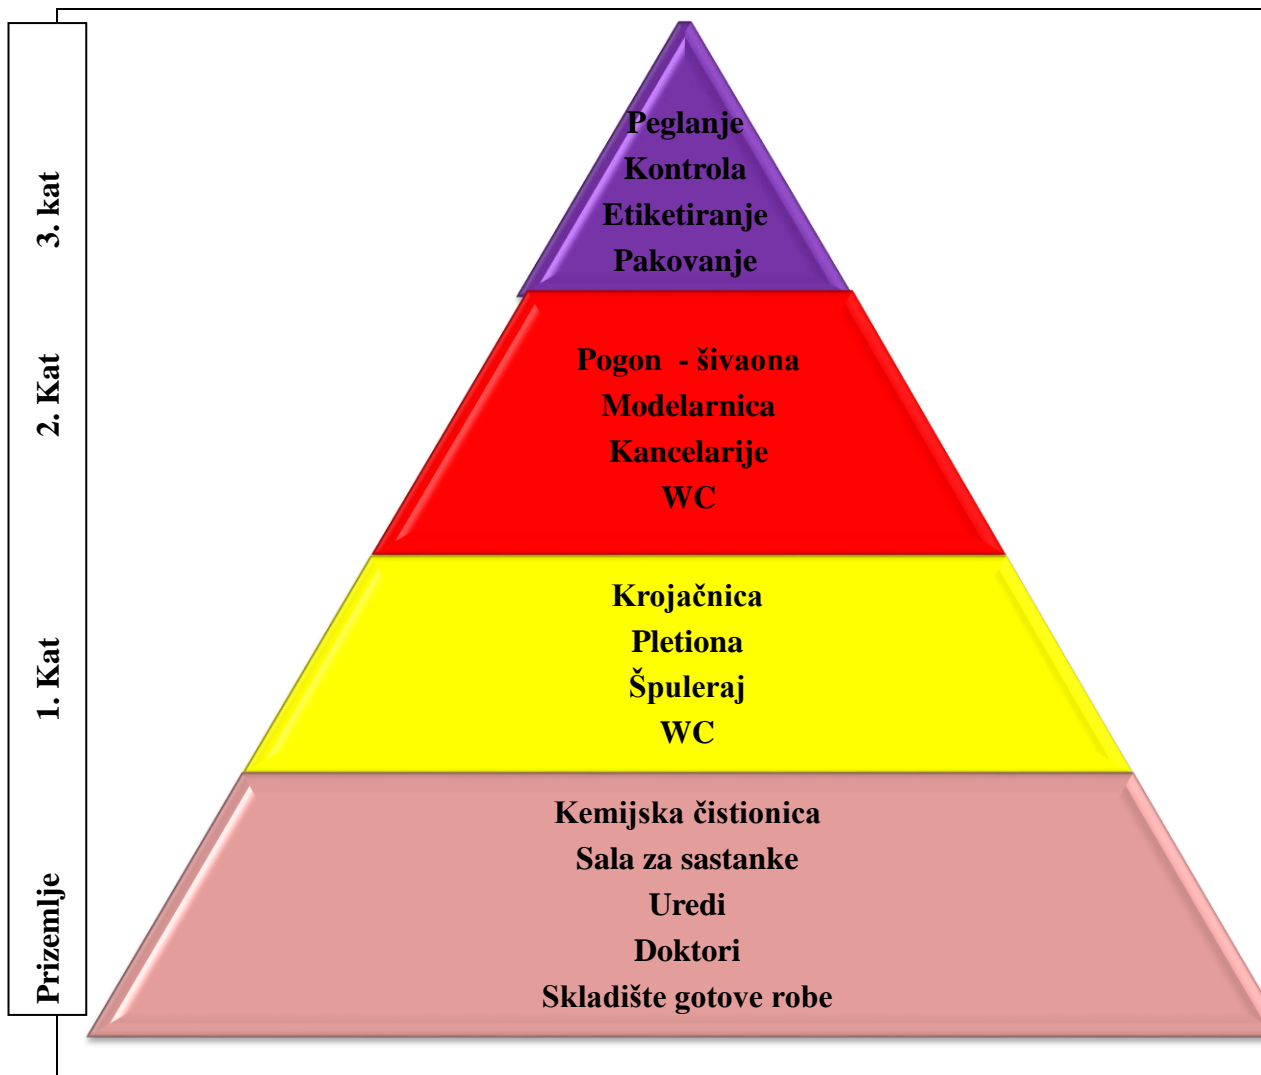 3. kat
Peglanje
Kontrola
Etiketiranje
Pakovanje
2. Kat
Pogon  - šivaona
Modelarnica
Kancelarije
WC
1. Kat
Krojačnica
Pletiona
Špuleraj
WC
Prizemlje
Kemijska čistionica
Sala za sastanke
Uredi
Doktori
Skladište gotove robe